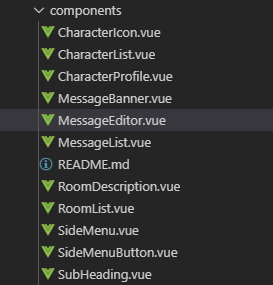 components
CharacterIcon.vue
CharacterList.vue
CharacterProfile.vue
MessageBanner.vue
MessageEditor.vue
MessageList.vue
README.md
RoomDescription.vue
RoomList.vue
SideMenu.vue
SideMenuButton.vue
SubHeading.vue